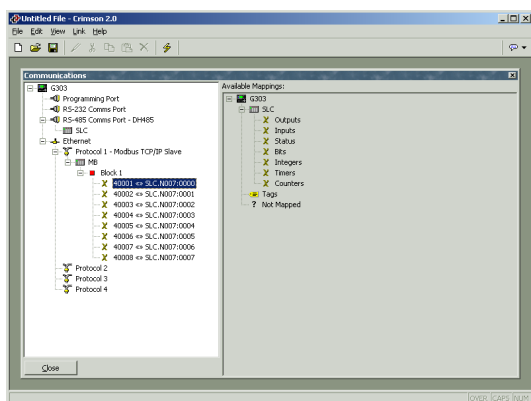 Untitled File - Crimson 2.0
File Edit View Link Help
Communications
G303
Programming Port
RS-232 Comms Port
RS-485 Comms Port - DH485
SLC
Ethernet
Protocol 1 - Modbus TCP/IP Slave
MB
Block 1
40001 <=> SLC.N007:0000
40002 <=> SLC.N007:0001
40003 <=> SLC.N007:0002
40004 <=> SLC.N007:0003
40005 <=> SLC.N007:0004
40006 <=> SLC.N007:0005
40007 <=> SLC.N007:0006
40008 <=> SLC.N007:0007
Protocol 2
Protocol 3
Protocol 4
Available Mappings:
G303
SLC
Outputs
Inputs
Status
Bits
Integers
Timers
Counters
Tags
? Not Mapped
Close
OVER CAPS NUM